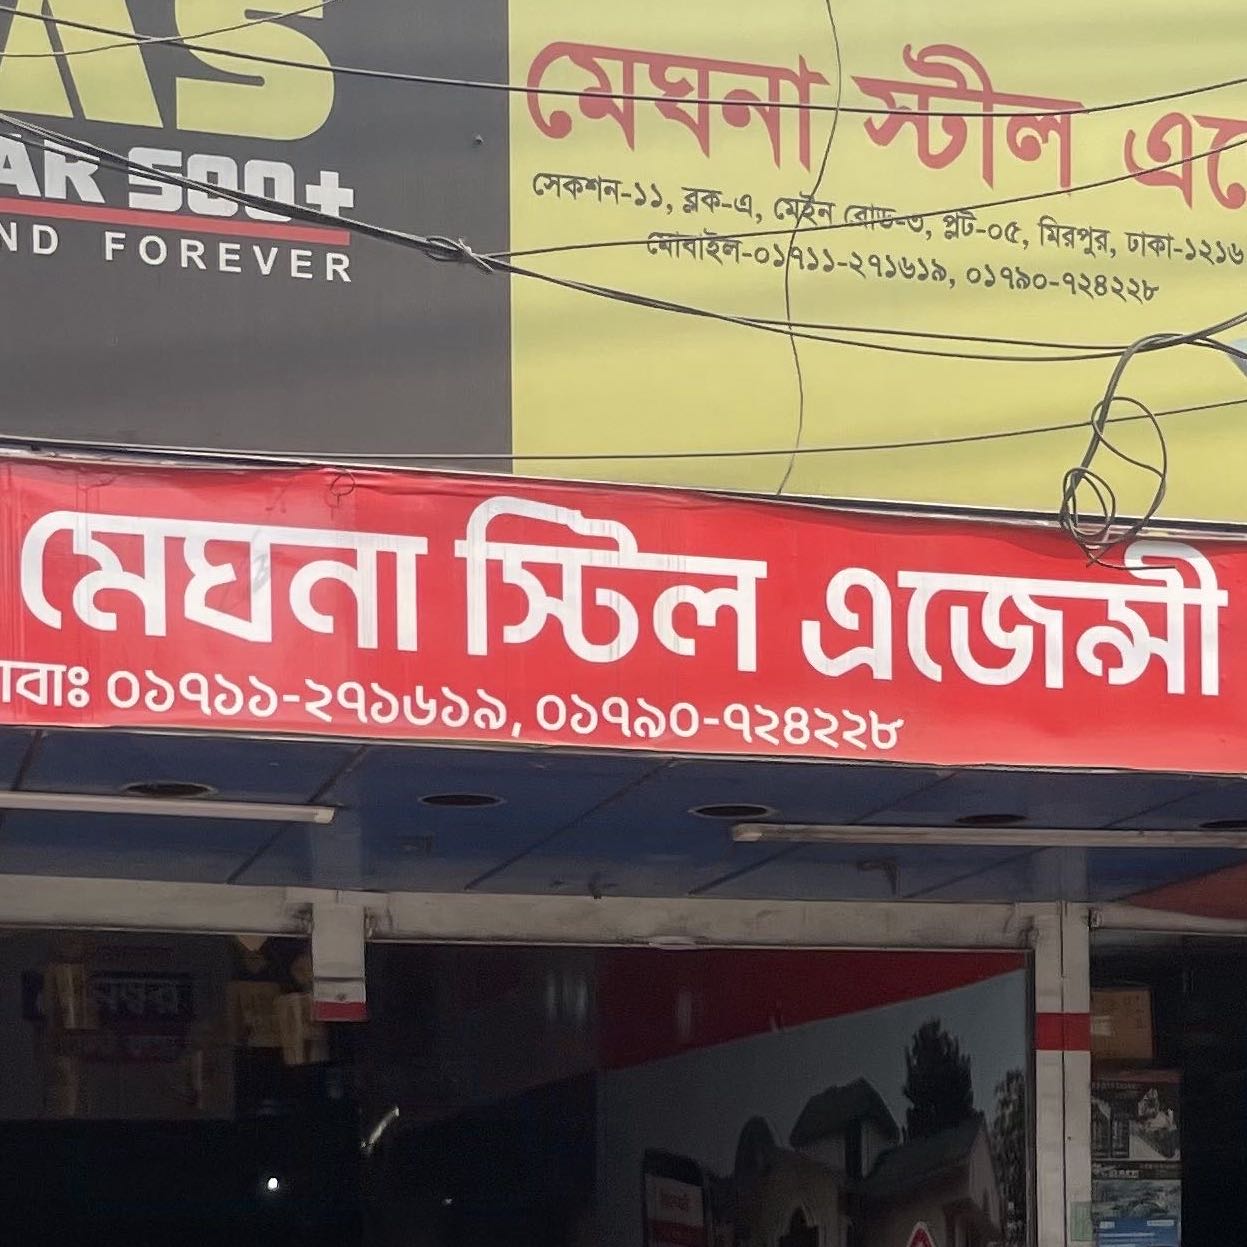 AS
AR 500+
ND FOREVER
মেঘনা স্টীল এজে
সেকশন-১১, ব্লক-এ, মেইন রোড-৩, প্লট-০৫, মিরপুর, ঢাকা-১২১৬
মোবাইল-০১৭১১-২৭১৬১৯, ০১৭৯০-৭২৪২২৮
মেঘনা স্টিল এজেন্সী
াবাঃ ০১৭১১-২৭১৬১৯, ০১৭৯০-৭২৪২২৮